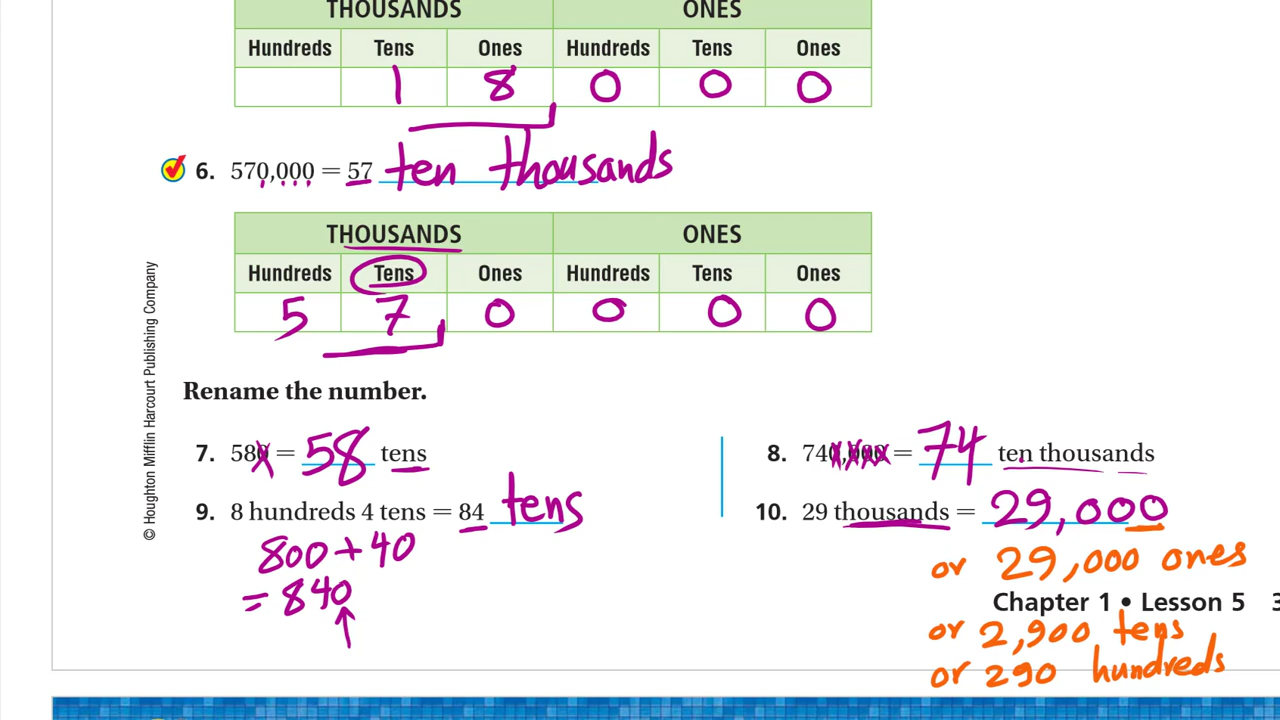 THOUSANDS ONES
Hundreds Tens Ones Hundreds Tens Ones
1 8 0 0 0
6. 570,000 = 57 ten thousands
THOUSANDS ONES
Hundreds Tens Ones Hundreds Tens Ones
5 7 0 0 0 0
© Houghton Mifflin Harcourt Publishing Company
Rename the number.
7. 580 = 58 tens
8. 740,000 = 74 ten thousands
9. 8 hundreds 4 tens = 84 tens
800 + 40
= 840
10. 29 thousands = 29,000
or 29,000 ones
Chapter 1 • Lesson 5 3
or 2,900 tens
or 290 hundreds